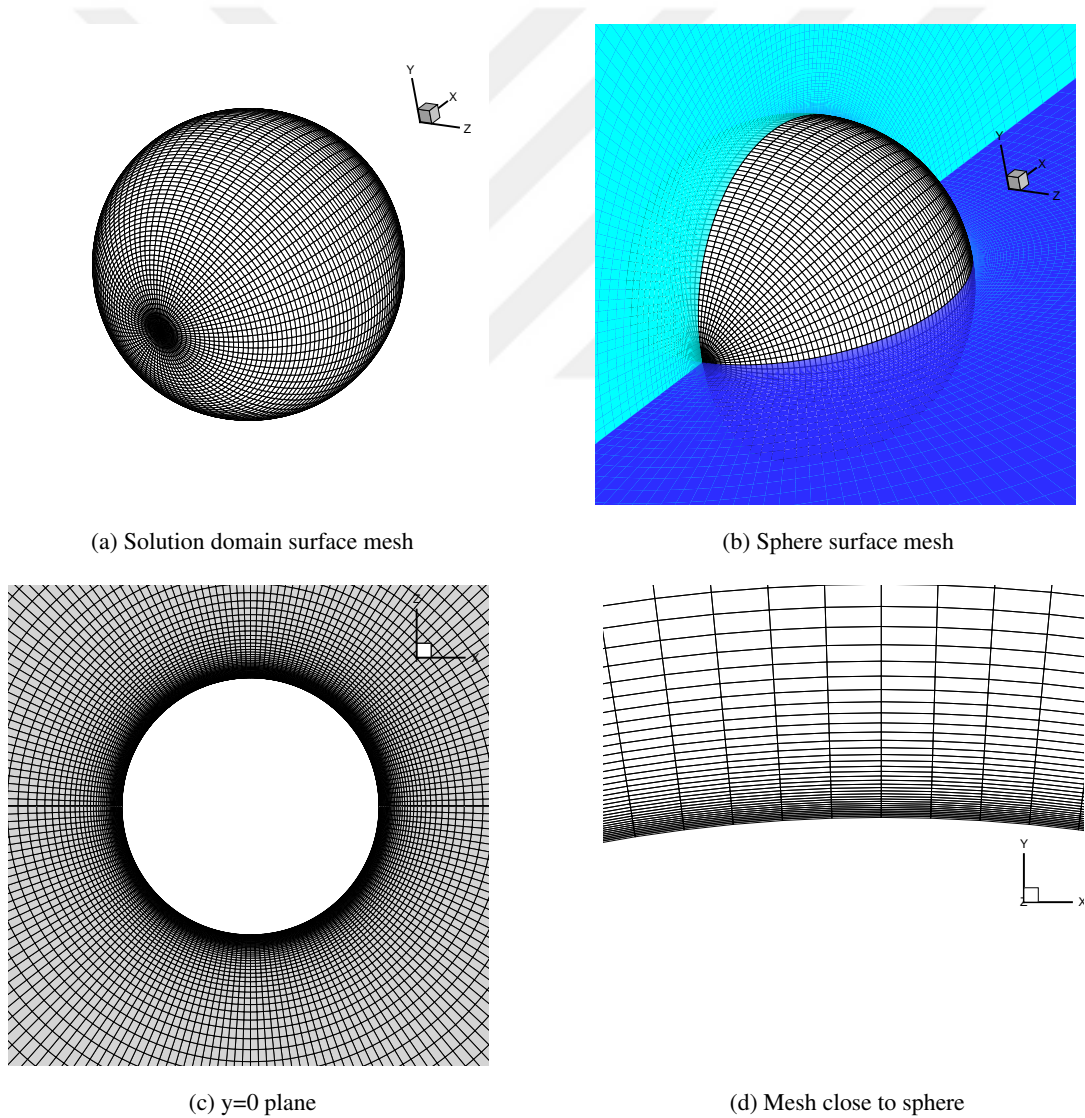 Y
X
Z
Y
X
Z
(a) Solution domain surface mesh
(b) Sphere surface mesh
Z
X
Y
Z
X
(c) y=0 plane
(d) Mesh close to sphere